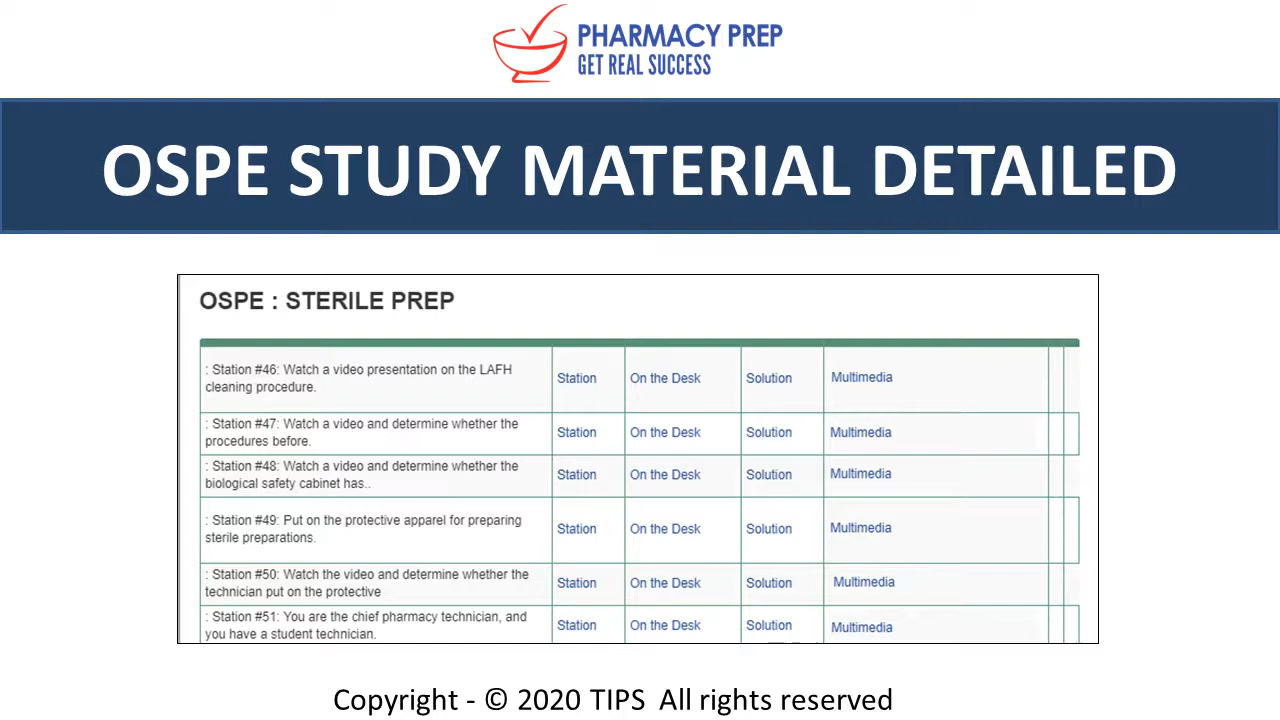 PHARMACY PREP
GET REAL SUCCESS
OSPE STUDY MATERIAL DETAILED
OSPE : STERILE PREP
: Station #46: Watch a video presentation on the LAFH
cleaning procedure.
Station On the Desk Solution Multimedia
: Station #47: Watch a video and determine whether the
procedures before.
Station On the Desk Solution Multimedia
: Station #48: Watch a video and determine whether the
biological safety cabinet has..
Station On the Desk Solution Multimedia
: Station #49: Put on the protective apparel for preparing
sterile preparations.
Station On the Desk Solution Multimedia
: Station #50: Watch the video and determine whether the
technician put on the protective
Station On the Desk Solution Multimedia
: Station #51: You are the chief pharmacy technician, and
you have a student technician.
Station On the Desk Solution Multimedia
Copyright - © 2020 TIPS All rights reserved